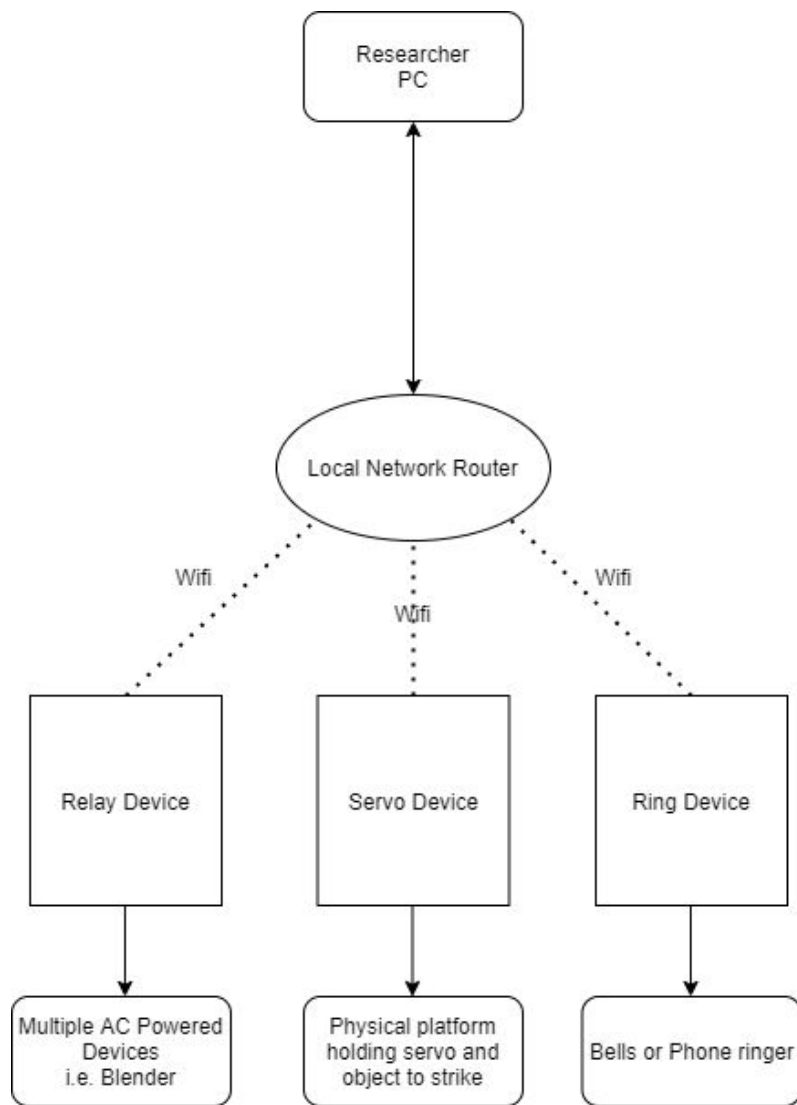 Researcher
PC
Local Network Router
Wifi
Wifi
Wifi
Relay Device
Servo Device
Ring Device
Multiple AC Powered
Devices
i.e. Blender
Physical platform
holding servo and
object to strike
Bells or Phone ringer